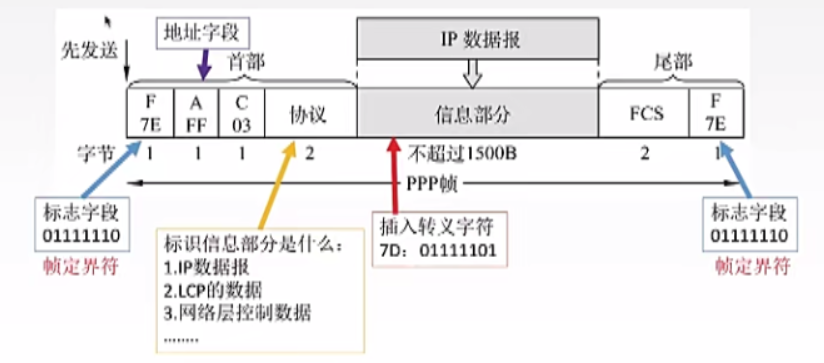 地址字段
IP 数据报
先发送
首部
尾部
F
7E
A
FF
C
03
协议
信息部分
FCS
F
7E
字节
1
1
1
2
不超过1500B
2
1
PPP帧
标志字段
01111110
帧定界符
标识信息部分是什么：
1.IP数据报
2.LCP的数据
3.网络层控制数据
........
插入转义字符
7D：01111101
标志字段
01111110
帧定界符